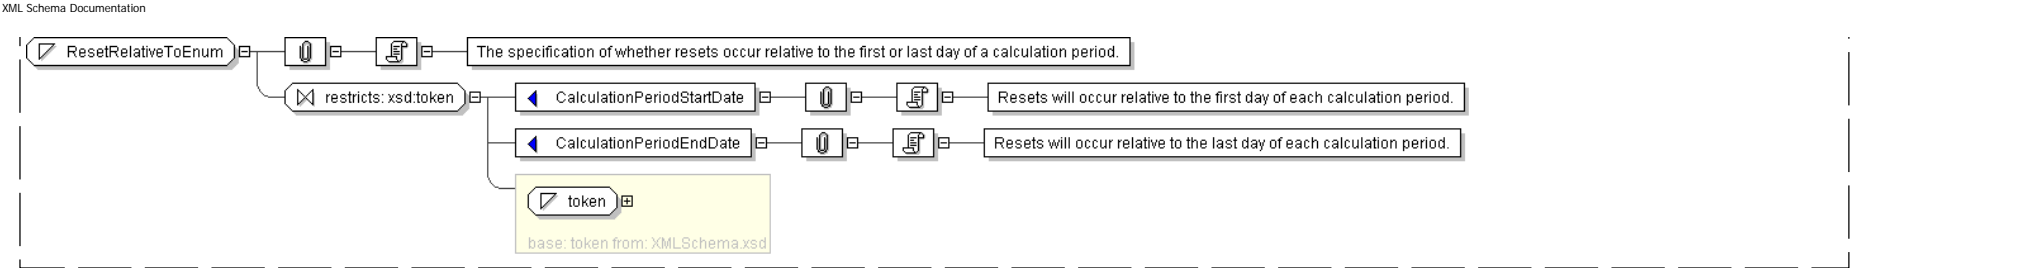 XML Schema Documentation
ResetRelativeToEnum The specification of whether resets occur relative to the first or last day of a calculation period.
restricts: xsd:token CalculationPeriodStartDate Resets will occur relative to the first day of each calculation period.
CalculationPeriodEndDate Resets will occur relative to the last day of each calculation period.
token
base: token from: XMLSchema.xsd